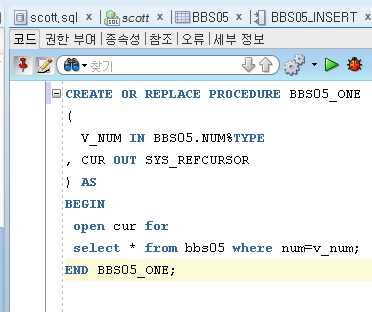 scott,sql x scott x BBS05 x BBS05_INSERT
코드 권한 부여 종속성 참조 오류 세부 정보
찾기
CREATE OR REPLACE PROCEDURE BBS05_ONE
(
V_NUM IN BBS05.NUM%TYPE
, CUR OUT SYS_REFCURSOR
) AS
BEGIN
open cur for
select * from bbs05 where num=v_num;
END BBS05_ONE;